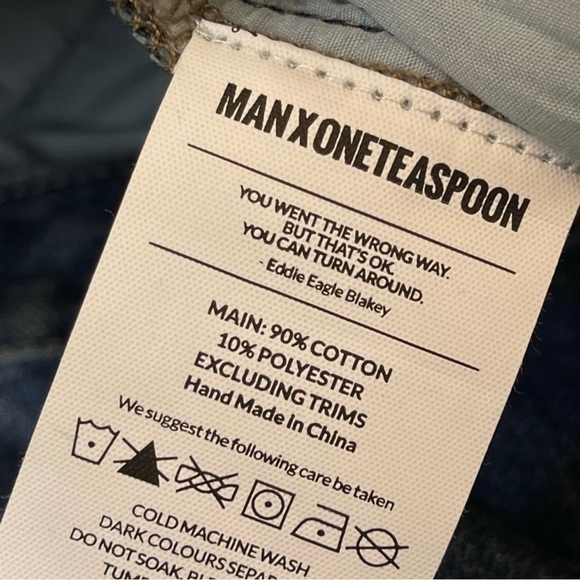 MAN X ONETEASPOON
YOU WENT THE WRONG WAY.
BUT THAT'S OK.
YOU CAN TURN AROUND.
- Eddie Eagle Blakey
MAIN: 90% COTTON
10% POLYESTER
EXCLUDING TRIMS
Hand Made in China
We suggest the following care be taken
COLD MACHINE WASH
DARK COLOURS
DO NOT SOAK.